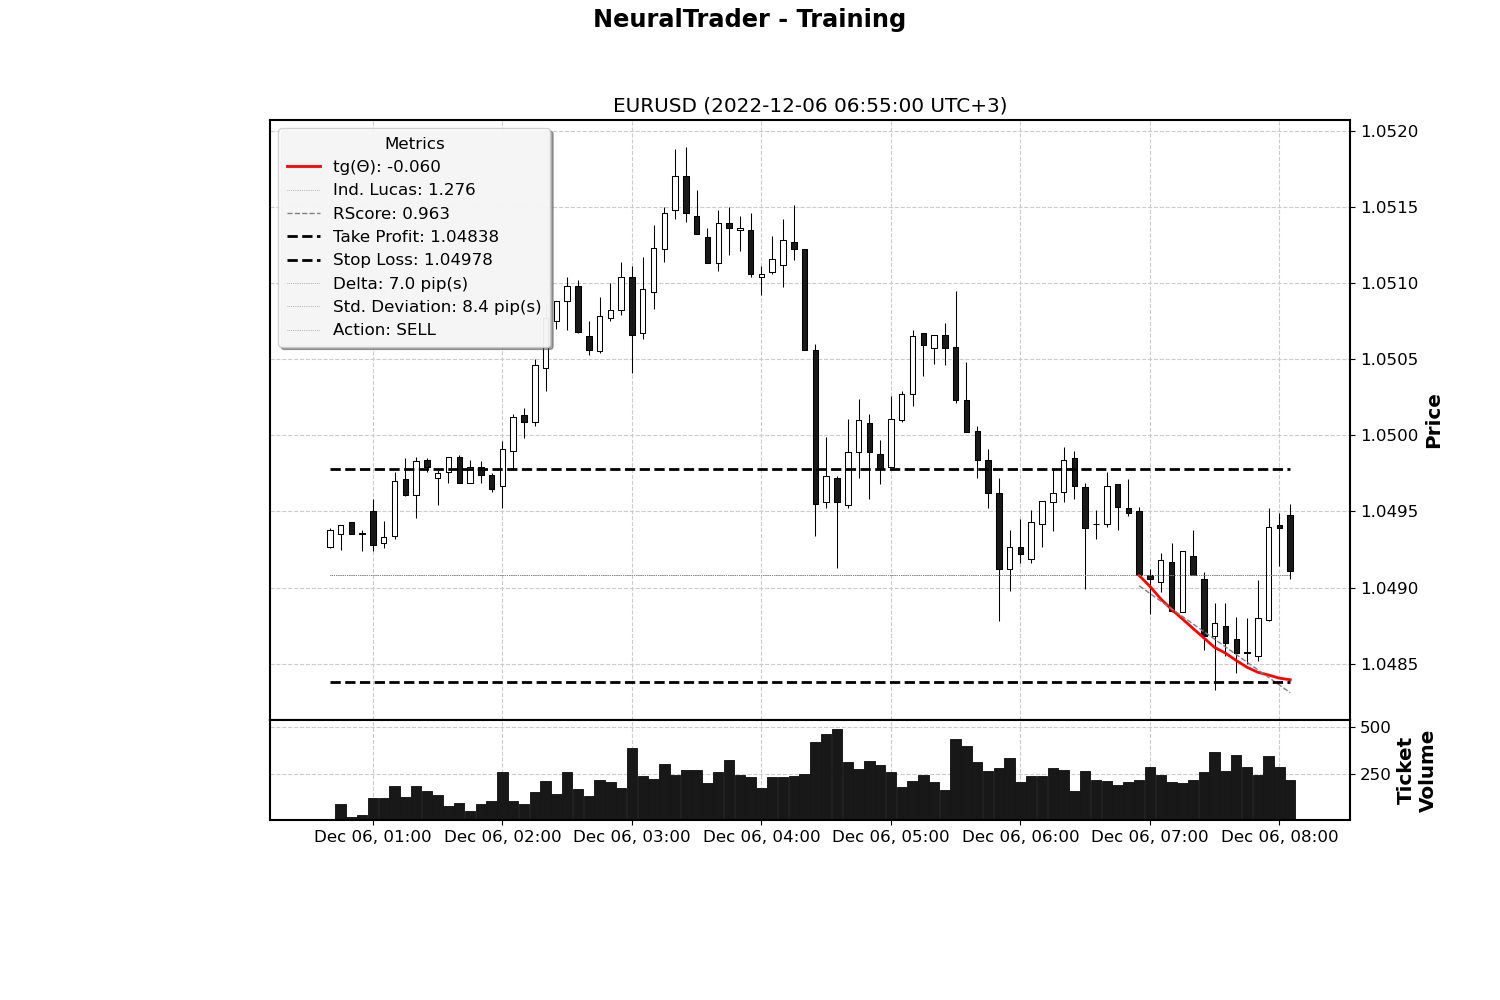 NeuralTrader - Training
EURUSD (2022-12-06 06:55:00 UTC+3)
Metrics
tg(Θ): -0.060
Ind. Lucas: 1.276
RScore: 0.963
Take Profit: 1.04838
Stop Loss: 1.04978
Delta: 7.0 pip(s)
Std. Deviation: 8.4 pip(s)
Action: SELL
1.0520
1.0515
1.0510
1.0505
1.0500
1.0495
1.0490
1.0485
Price
500
250
Ticket
Volume
Dec 06, 01:00 Dec 06, 02:00 Dec 06, 03:00 Dec 06, 04:00 Dec 06, 05:00 Dec 06, 06:00 Dec 06, 07:00 Dec 06, 08:00